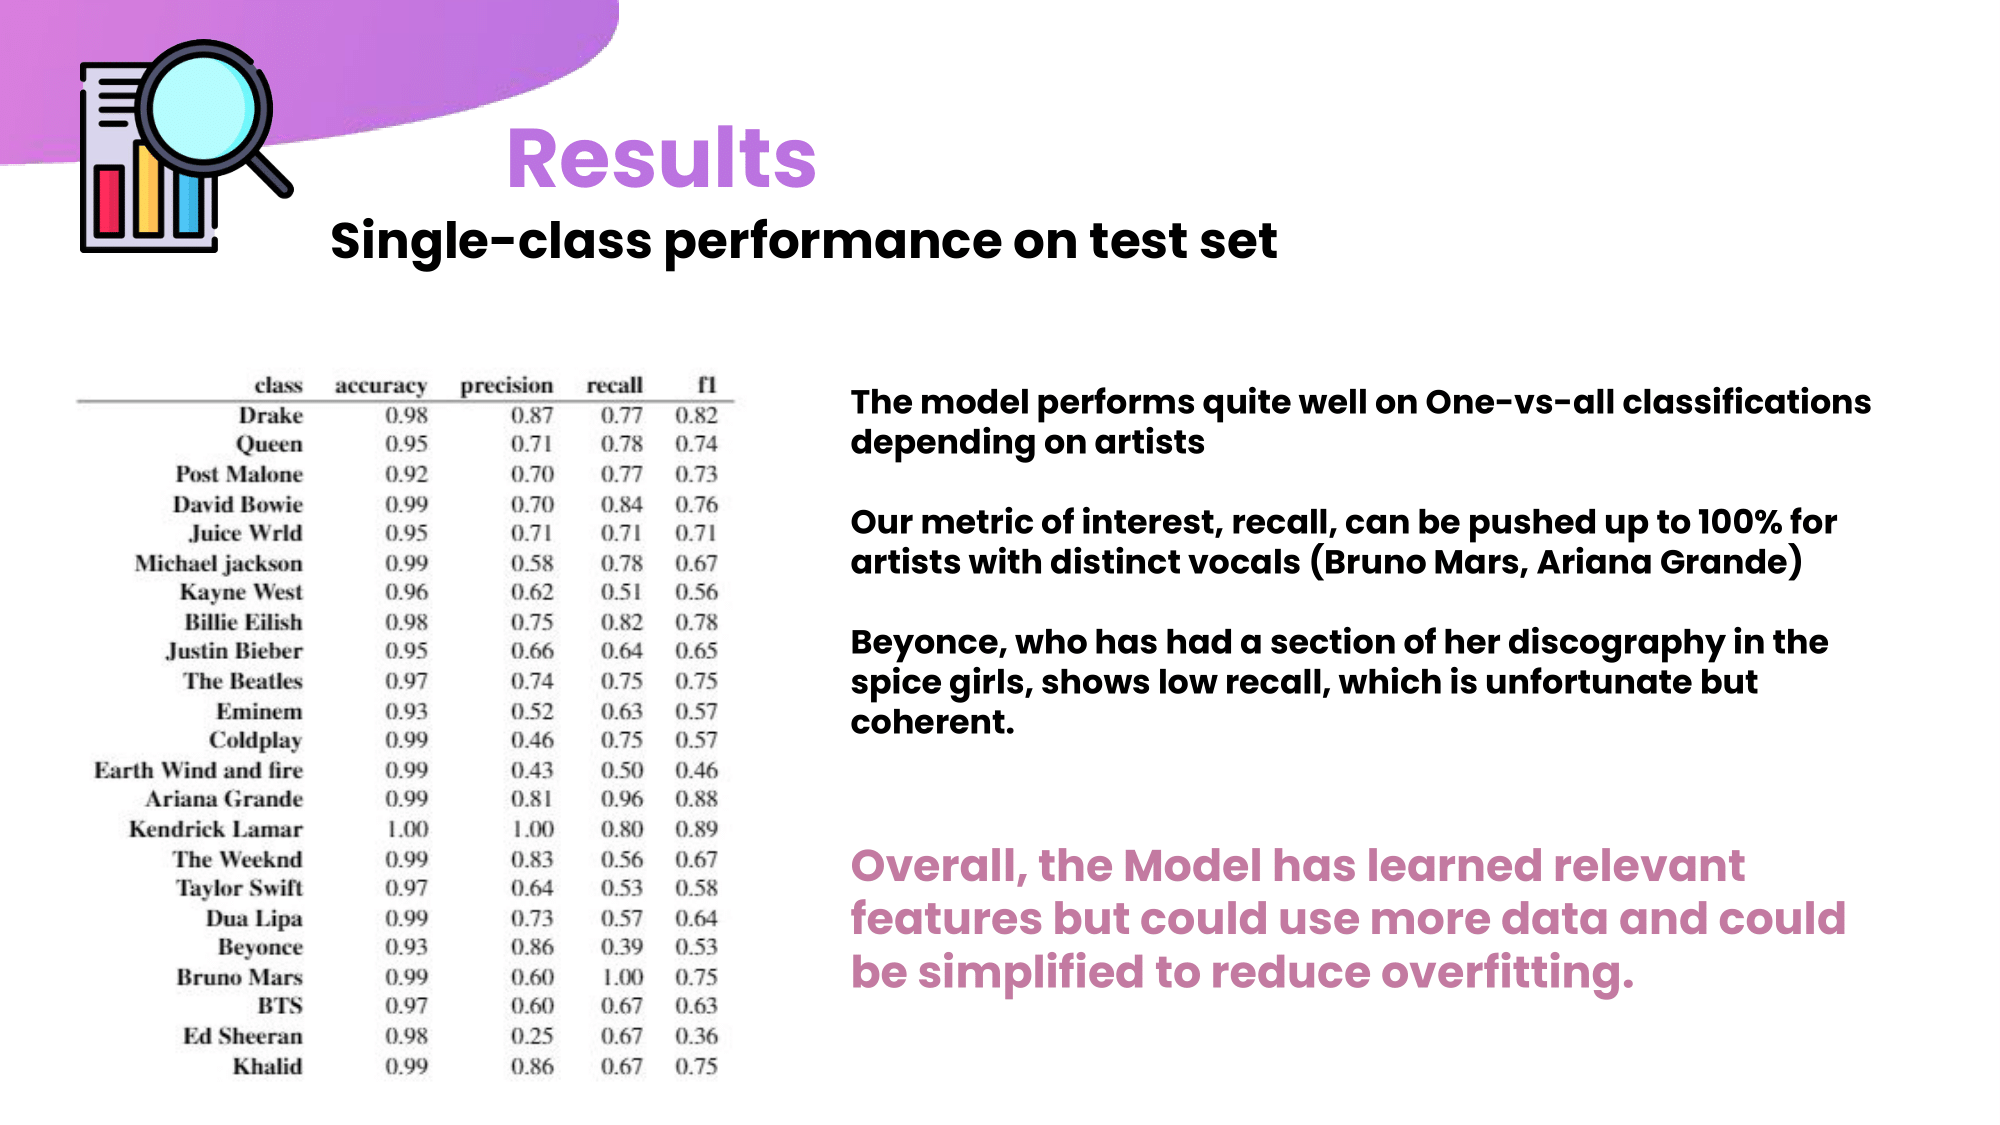 Results
Single-class performance on test set
class accuracy precision recall f1
Drake 0.98 0.87 0.77 0.82
Queen 0.95 0.71 0.78 0.74
Post Malone 0.92 0.70 0.77 0.73
David Bowie 0.99 0.70 0.84 0.76
Juice Wrld 0.95 0.71 0.71 0.71
Michael jackson 0.99 0.58 0.78 0.67
Kayne West 0.96 0.62 0.51 0.56
Billie Eilish 0.98 0.75 0.82 0.78
Justin Bieber 0.95 0.66 0.64 0.65
The Beatles 0.97 0.74 0.75 0.75
Eminem 0.93 0.52 0.63 0.57
Coldplay 0.99 0.46 0.75 0.57
Earth Wind and fire 0.99 0.43 0.50 0.46
Ariana Grande 0.99 0.81 0.96 0.88
Kendrick Lamar 1.00 1.00 0.80 0.89
The Weeknd 0.99 0.83 0.56 0.67
Taylor Swift 0.97 0.64 0.53 0.58
Dua Lipa 0.99 0.73 0.57 0.64
Beyonce 0.93 0.86 0.39 0.53
Bruno Mars 0.99 0.60 1.00 0.75
BTS 0.97 0.60 0.67 0.63
Ed Sheeran 0.98 0.25 0.67 0.36
Khalid 0.99 0.86 0.67 0.75
The model performs quite well on One-vs-all classifications
depending on artists
Our metric of interest, recall, can be pushed up to 100% for
artists with distinct vocals (Bruno Mars, Ariana Grande)
Beyonce, who has had a section of her discography in the
spice girls, shows low recall, which is unfortunate but
coherent.
Overall, the Model has learned relevant
features but could use more data and could
be simplified to reduce overfitting.